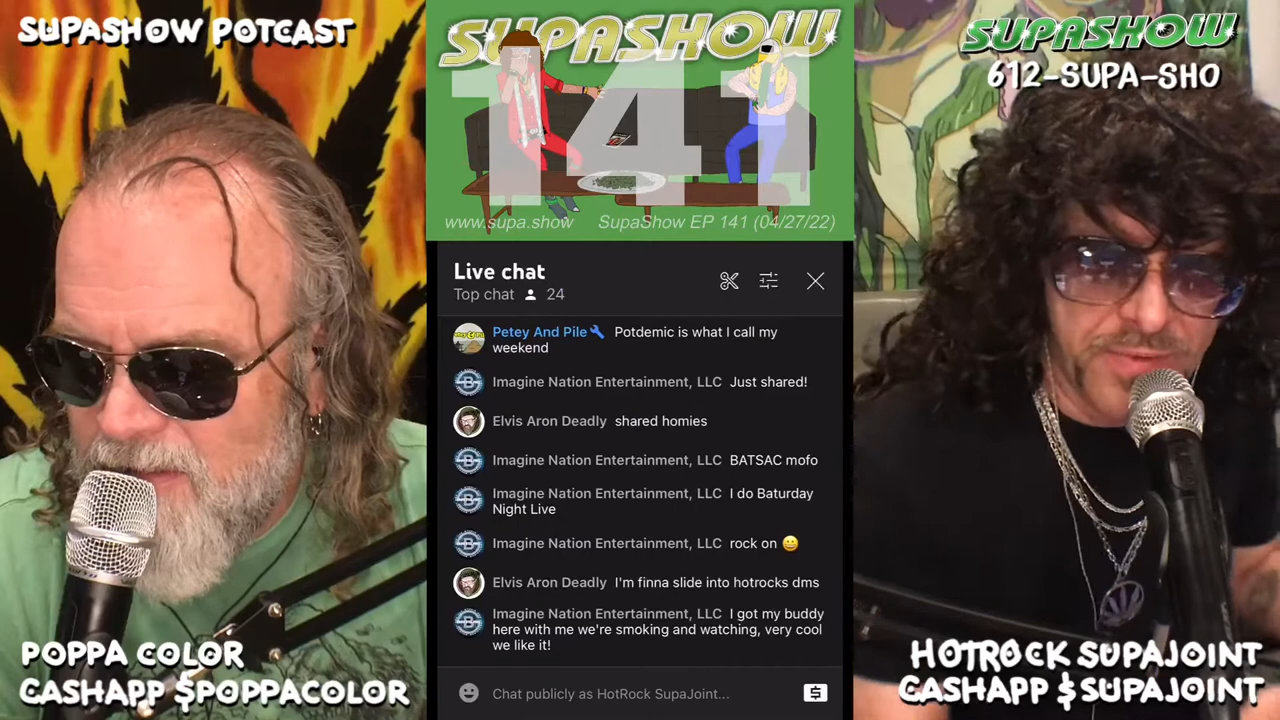 SUPASHOW POTCAST
SUPASHOW
141
www.supa.show SupaShow EP 141 (04/27/22)
SUPASHOW
612-SUPA-SHO
Live chat
Top chat 24
Petey And Pile Potdemic is what I call my
weekend
Imagine Nation Entertainment, LLC Just shared!
Elvis Aron Deadly shared homies
Imagine Nation Entertainment, LLC BATSAC mofo
Imagine Nation Entertainment, LLC I do Baturday
Night Live
Imagine Nation Entertainment, LLC rock on 😀
Elvis Aron Deadly I'm finna slide into hotrocks dms
Imagine Nation Entertainment, LLC I got my buddy
here with me we're smoking and watching, very cool
we like it!
Chat publicly as HotRock SupaJoint...
POPPA COLOR
CASHAPP $POPPACOLOR
HOTROCK SUPAJOINT
CASHAPP $SUPAJOINT